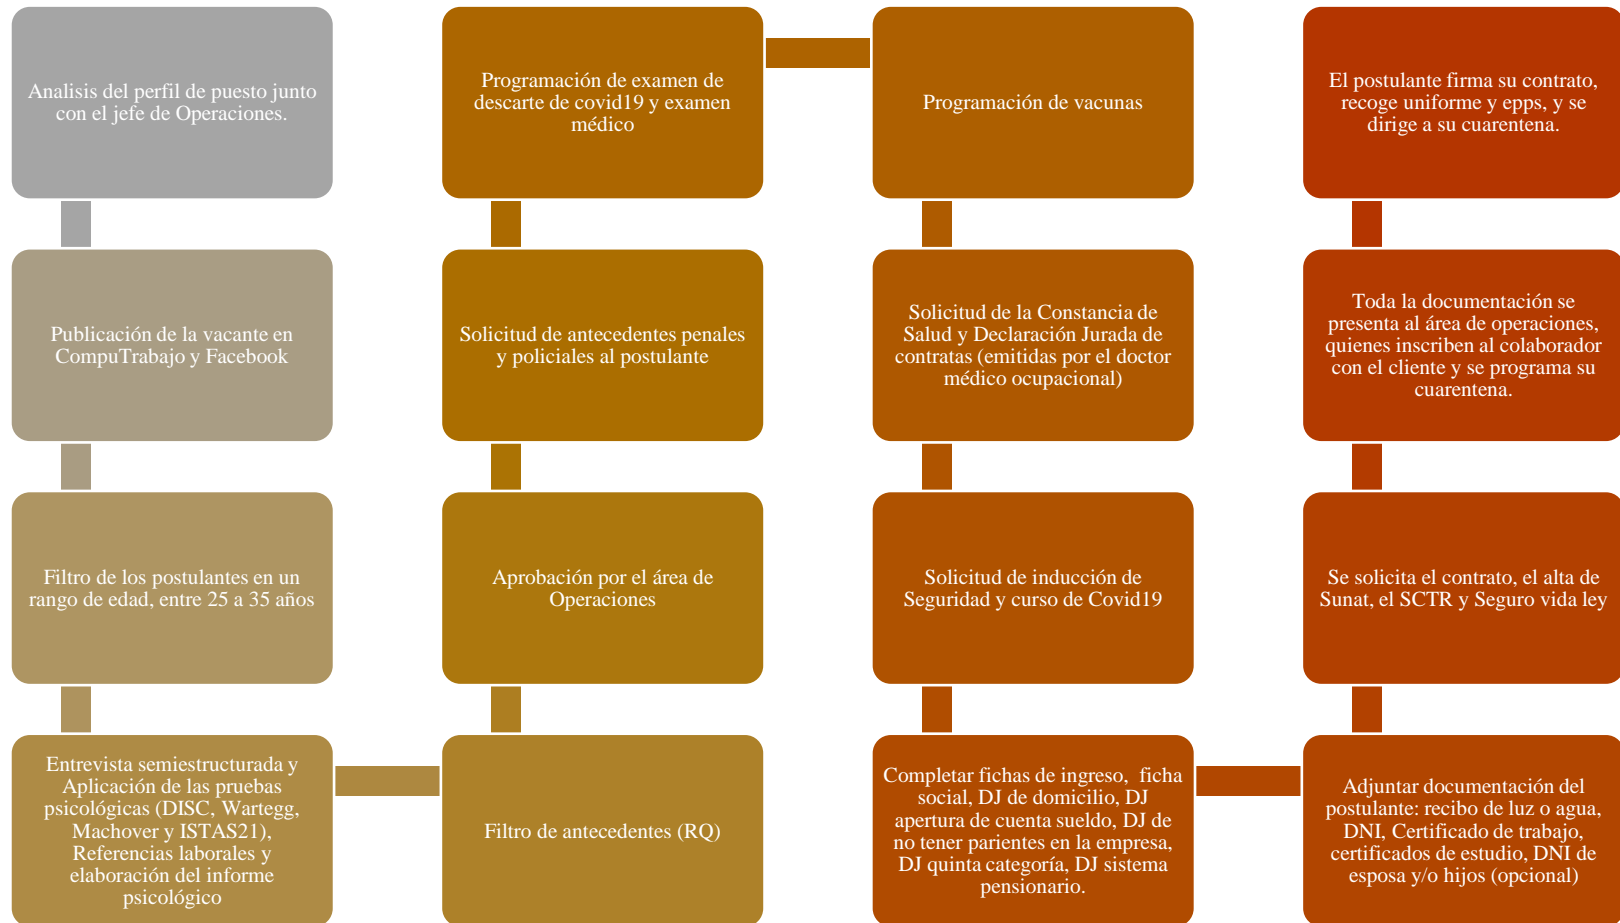 Analisis del perfil de puesto junto
con el jefe de Operaciones.
Publicación de la vacante en
CompuTrabajo y Facebook
Filtro de los postulantes en un
rango de edad, entre 25 a 35 años
Entrevista semiestructurada y
Aplicación de las pruebas
psicológicas (DISC, Wartegg,
Machover y ISTAS21),
Referencias laborales y
elaboración del informe
psicológico
Filtro de antecedentes (RQ)
Aprobación por el área de
Operaciones
Solicitud de antecedentes penales
y policiales al postulante
Programación de examen de
descarte de covid19 y examen
médico
Programación de vacunas
Solicitud de la Constancia de
Salud y Declaración Jurada de
contratas (emitidas por el doctor
médico ocupacional)
Solicitud de inducción de
Seguridad y curso de Covid19
Completar fichas de ingreso, ficha
social, DJ de domicilio, DJ
apertura de cuenta sueldo, DJ de
no tener parientes en la empresa,
DJ quinta categoría, DJ sistema
pensionario.
Adjuntar documentación del
postulante: recibo de luz o agua,
DNI, Certificado de trabajo,
certificados de estudio, DNI de
esposa y/o hijos (opcional)
Se solicita el contrato, el alta de
Sunat, el SCTR y Seguro vida ley
Toda la documentación se
presenta al área de operaciones,
quienes inscriben al colaborador
con el cliente y se programa su
cuarentena.
El postulante firma su contrato,
recoge uniforme y epps, y se
dirige a su cuarentena.